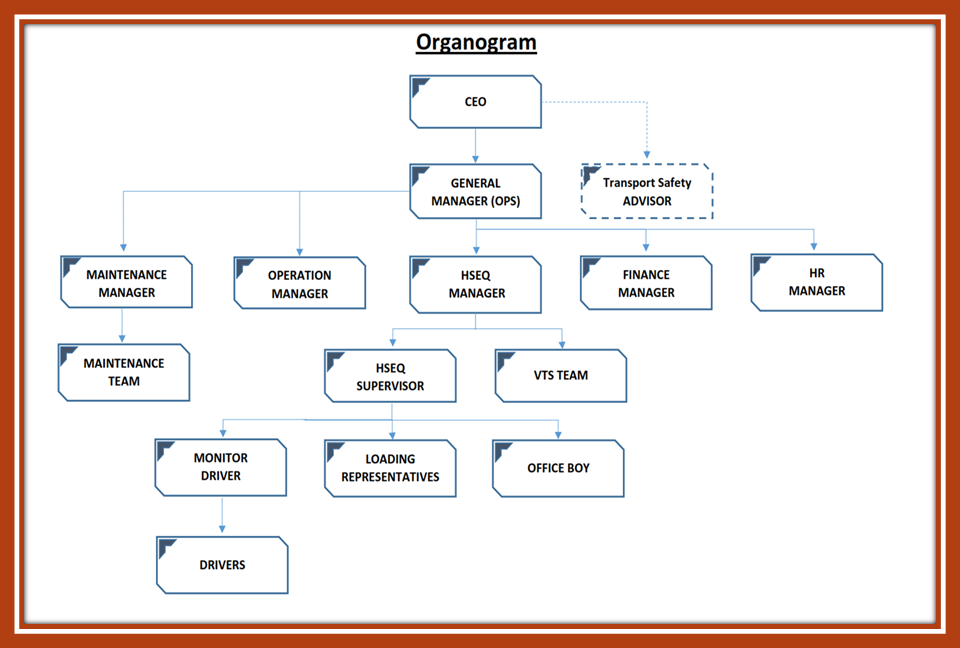 Organogram
CEO
GENERAL
MANAGER (OPS)
Transport Safety
ADVISOR
MAINTENANCE
MANAGER
OPERATION
MANAGER
HSEQ
MANAGER
FINANCE
MANAGER
HR
MANAGER
MAINTENANCE
TEAM
HSEQ
SUPERVISOR
VTS TEAM
MONITOR
DRIVER
LOADING
REPRESENTATIVES
OFFICE BOY
DRIVERS